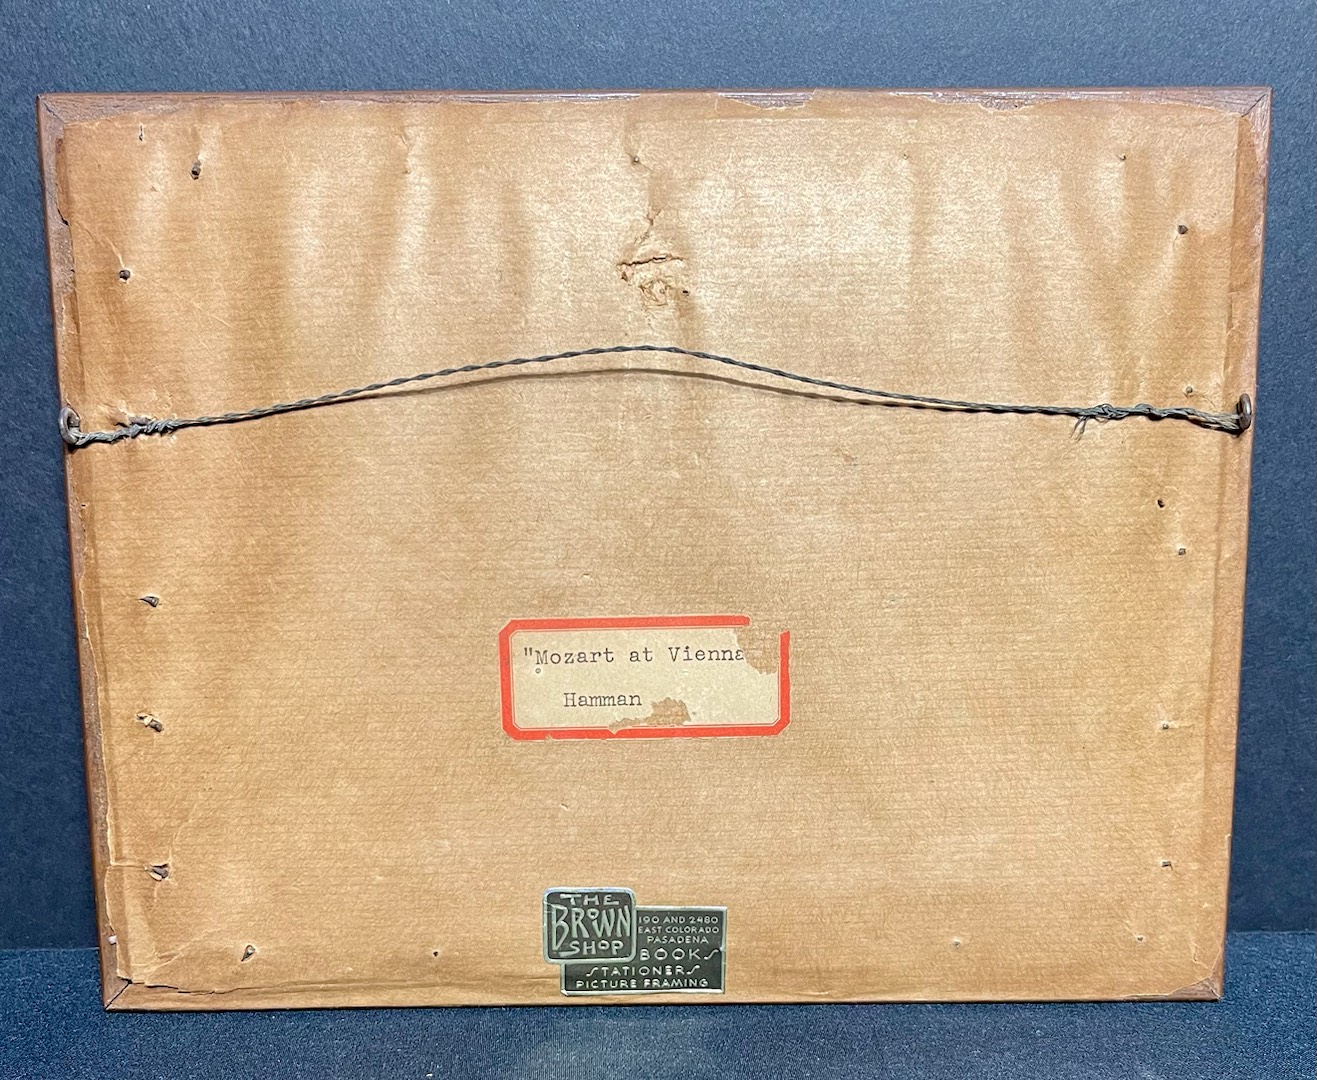 "Mozart at Vienna
Hamman
THE
BROWN
SHOP
190 AND 2480
EAST COLORADO
PASADENA
BOOKS
STATIONERS
PICTURE FRAMING